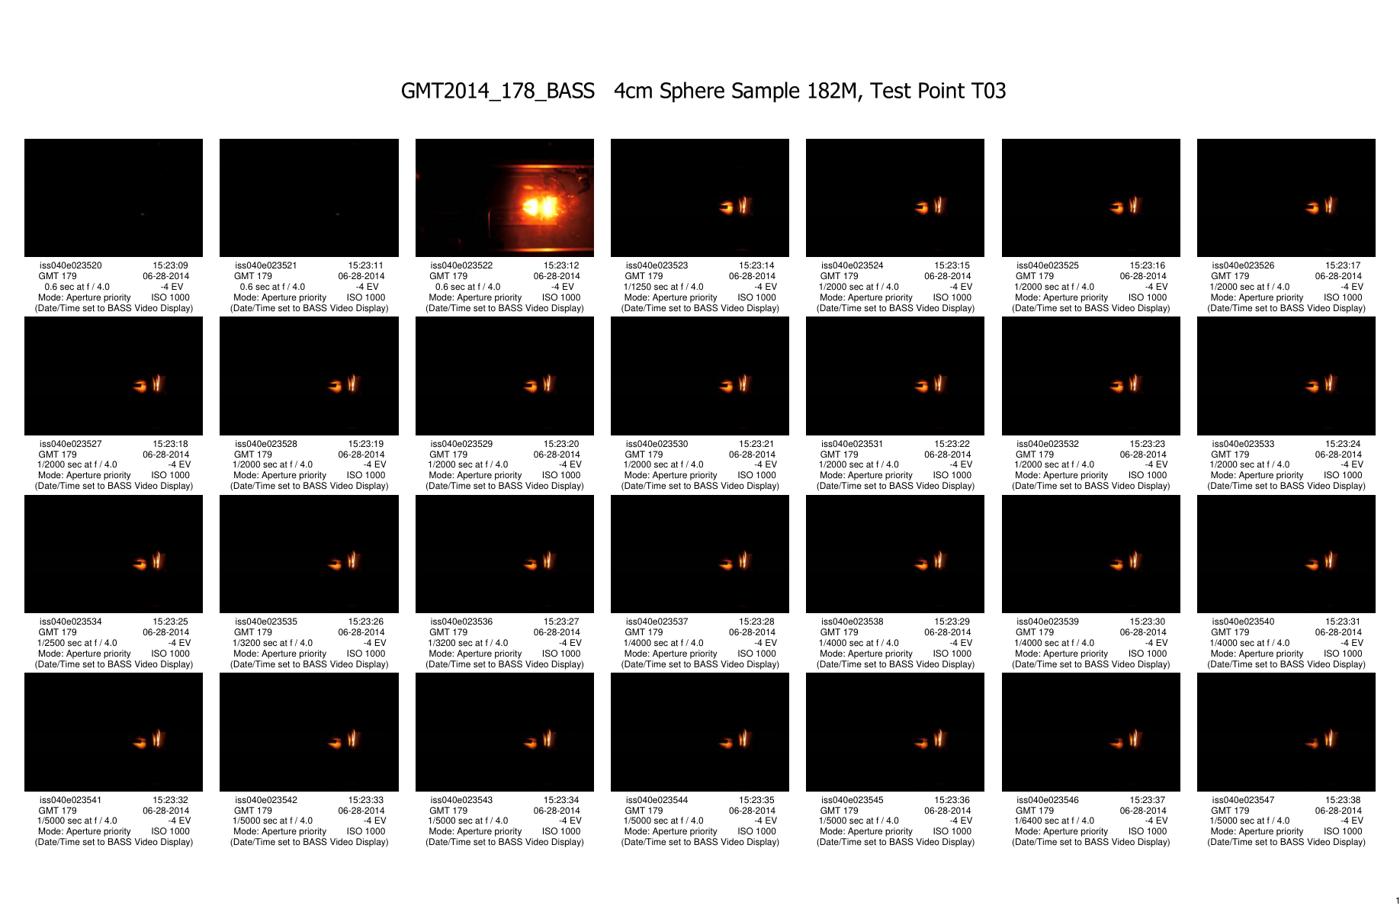 GMT2014_178_BASS   4cm Sphere Sample 182M, Test Point T03
iss040e023520 15:23:09
GMT 179 06-28-2014
0.6 sec at f / 4.0 -4 EV
Mode: Aperture priority ISO 1000
(Date/Time set to BASS Video Display)
iss040e023521 15:23:11
GMT 179 06-28-2014
0.6 sec at f / 4.0 -4 EV
Mode: Aperture priority ISO 1000
(Date/Time set to BASS Video Display)
iss040e023522 15:23:12
GMT 179 06-28-2014
0.6 sec at f / 4.0 -4 EV
Mode: Aperture priority ISO 1000
(Date/Time set to BASS Video Display)
iss040e023523 15:23:14
GMT 179 06-28-2014
1/1250 sec at f / 4.0 -4 EV
Mode: Aperture priority ISO 1000
(Date/Time set to BASS Video Display)
iss040e023524 15:23:15
GMT 179 06-28-2014
1/2000 sec at f / 4.0 -4 EV
Mode: Aperture priority ISO 1000
(Date/Time set to BASS Video Display)
iss040e023525 15:23:16
GMT 179 06-28-2014
1/2000 sec at f / 4.0 -4 EV
Mode: Aperture priority ISO 1000
(Date/Time set to BASS Video Display)
iss040e023526 15:23:17
GMT 179 06-28-2014
1/2000 sec at f / 4.0 -4 EV
Mode: Aperture priority ISO 1000
(Date/Time set to BASS Video Display)
iss040e023527 15:23:18
GMT 179 06-28-2014
1/2000 sec at f / 4.0 -4 EV
Mode: Aperture priority ISO 1000
(Date/Time set to BASS Video Display)
iss040e023528 15:23:19
GMT 179 06-28-2014
1/2000 sec at f / 4.0 -4 EV
Mode: Aperture priority ISO 1000
(Date/Time set to BASS Video Display)
iss040e023529 15:23:20
GMT 179 06-28-2014
1/2000 sec at f / 4.0 -4 EV
Mode: Aperture priority ISO 1000
(Date/Time set to BASS Video Display)
iss040e023530 15:23:21
GMT 179 06-28-2014
1/2000 sec at f / 4.0 -4 EV
Mode: Aperture priority ISO 1000
(Date/Time set to BASS Video Display)
iss040e023531 15:23:22
GMT 179 06-28-2014
1/2000 sec at f / 4.0 -4 EV
Mode: Aperture priority ISO 1000
(Date/Time set to BASS Video Display)
iss040e023532 15:23:23
GMT 179 06-28-2014
1/2000 sec at f / 4.0 -4 EV
Mode: Aperture priority ISO 1000
(Date/Time set to BASS Video Display)
iss040e023533 15:23:24
GMT 179 06-28-2014
1/2000 sec at f / 4.0 -4 EV
Mode: Aperture priority ISO 1000
(Date/Time set to BASS Video Display)
iss040e023534 15:23:25
GMT 179 06-28-2014
1/2500 sec at f / 4.0 -4 EV
Mode: Aperture priority ISO 1000
(Date/Time set to BASS Video Display)
iss040e023535 15:23:26
GMT 179 06-28-2014
1/3200 sec at f / 4.0 -4 EV
Mode: Aperture priority ISO 1000
(Date/Time set to BASS Video Display)
iss040e023536 15:23:27
GMT 179 06-28-2014
1/3200 sec at f / 4.0 -4 EV
Mode: Aperture priority ISO 1000
(Date/Time set to BASS Video Display)
iss040e023537 15:23:28
GMT 179 06-28-2014
1/4000 sec at f / 4.0 -4 EV
Mode: Aperture priority ISO 1000
(Date/Time set to BASS Video Display)
iss040e023538 15:23:29
GMT 179 06-28-2014
1/4000 sec at f / 4.0 -4 EV
Mode: Aperture priority ISO 1000
(Date/Time set to BASS Video Display)
iss040e023539 15:23:30
GMT 179 06-28-2014
1/4000 sec at f / 4.0 -4 EV
Mode: Aperture priority ISO 1000
(Date/Time set to BASS Video Display)
iss040e023540 15:23:31
GMT 179 06-28-2014
1/4000 sec at f / 4.0 -4 EV
Mode: Aperture priority ISO 1000
(Date/Time set to BASS Video Display)
iss040e023541 15:23:32
GMT 179 06-28-2014
1/5000 sec at f / 4.0 -4 EV
Mode: Aperture priority ISO 1000
(Date/Time set to BASS Video Display)
iss040e023542 15:23:33
GMT 179 06-28-2014
1/5000 sec at f / 4.0 -4 EV
Mode: Aperture priority ISO 1000
(Date/Time set to BASS Video Display)
iss040e023543 15:23:34
GMT 179 06-28-2014
1/5000 sec at f / 4.0 -4 EV
Mode: Aperture priority ISO 1000
(Date/Time set to BASS Video Display)
iss040e023544 15:23:35
GMT 179 06-28-2014
1/5000 sec at f / 4.0 -4 EV
Mode: Aperture priority ISO 1000
(Date/Time set to BASS Video Display)
iss040e023545 15:23:36
GMT 179 06-28-2014
1/5000 sec at f / 4.0 -4 EV
Mode: Aperture priority ISO 1000
(Date/Time set to BASS Video Display)
iss040e023546 15:23:37
GMT 179 06-28-2014
1/6400 sec at f / 4.0 -4 EV
Mode: Aperture priority ISO 1000
(Date/Time set to BASS Video Display)
iss040e023547 15:23:38
GMT 179 06-28-2014
1/5000 sec at f / 4.0 -4 EV
Mode: Aperture priority ISO 1000
(Date/Time set to BASS Video Display)